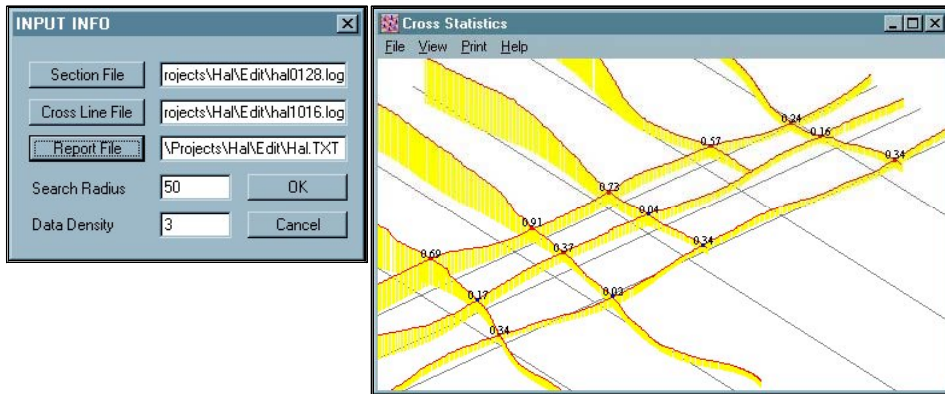 INPUT INFO
Section File
rojects\Hal\Edit\hal0128.log
Cross Line File
rojects\Hal\Edit\hal1016.log
Report File
\Projects\Hal\Edit\Hal.TXT
Search Radius
50
OK
Data Density
3
Cancel
Cross Statistics
File View Print Help
0.24
0.16
0.57
0.34
0.73
0.04
0.91
0.34
0.37
0.69
0.03
0.17
0.34